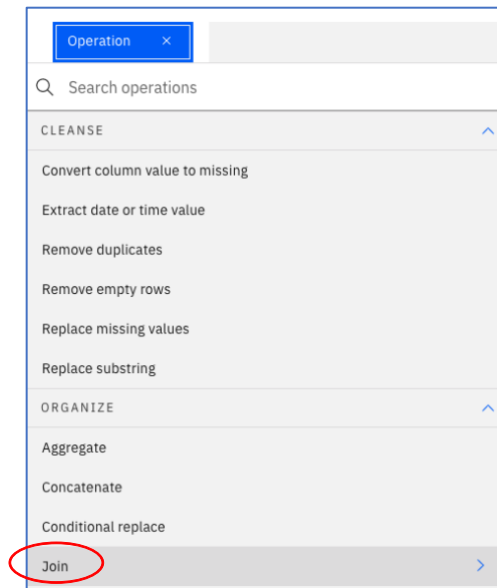 Operation ×
Search operations
CLEANSE
Convert column value to missing
Extract date or time value
Remove duplicates
Remove empty rows
Replace missing values
Replace substring
ORGANIZE
Aggregate
Concatenate
Conditional replace
Join